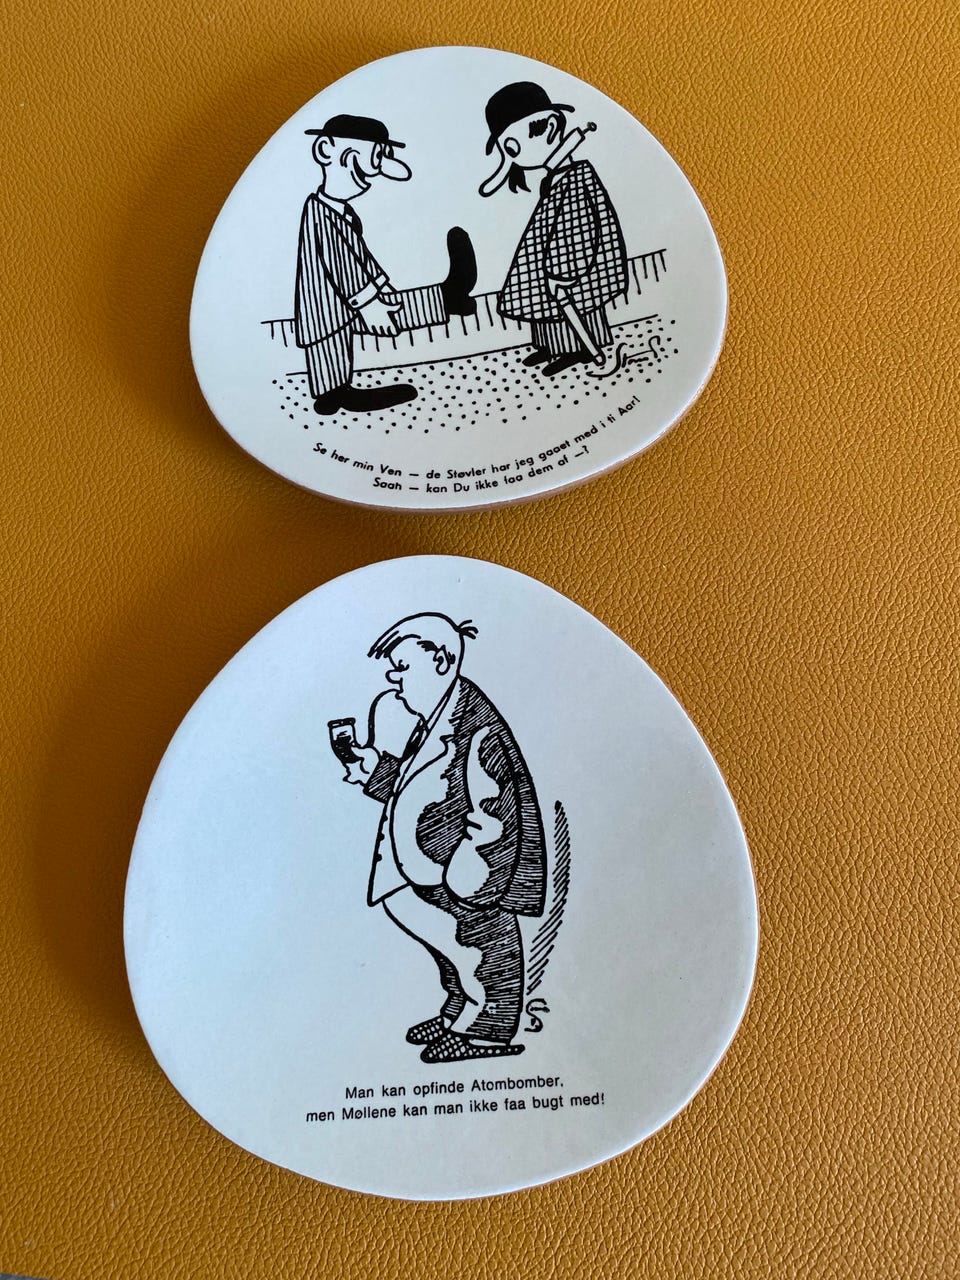 Se her min Ven — de Støvler har jeg gaaet med i ti Aar!
Saah — kan Du ikke faa dem af —?
Man kan opfinde Atombomber,
men Møllene kan man ikke faa bugt med!